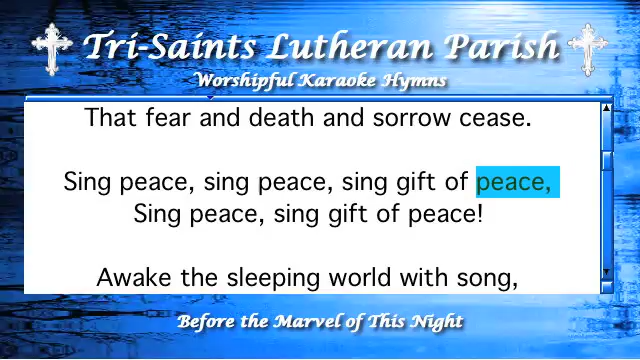 Tri-Saints Lutheran Parish
Worshipful Karaoke Hymns
That fear and death and sorrow cease.
Sing peace, sing peace, sing gift of peace,
Sing peace, sing gift of peace!
Awake the sleeping world with song,
Before the Marvel of This Night